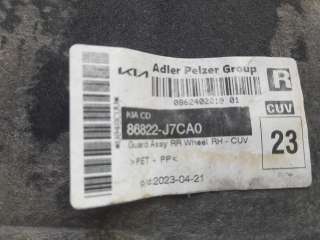 KIA Adler Pelzer Group
R
0862402018 01
KIA CD
86822-J7CA0
CUV
Guard Assy RR Wheel RH - CUV
23
>PET - PP<
p/d:2023-04-21